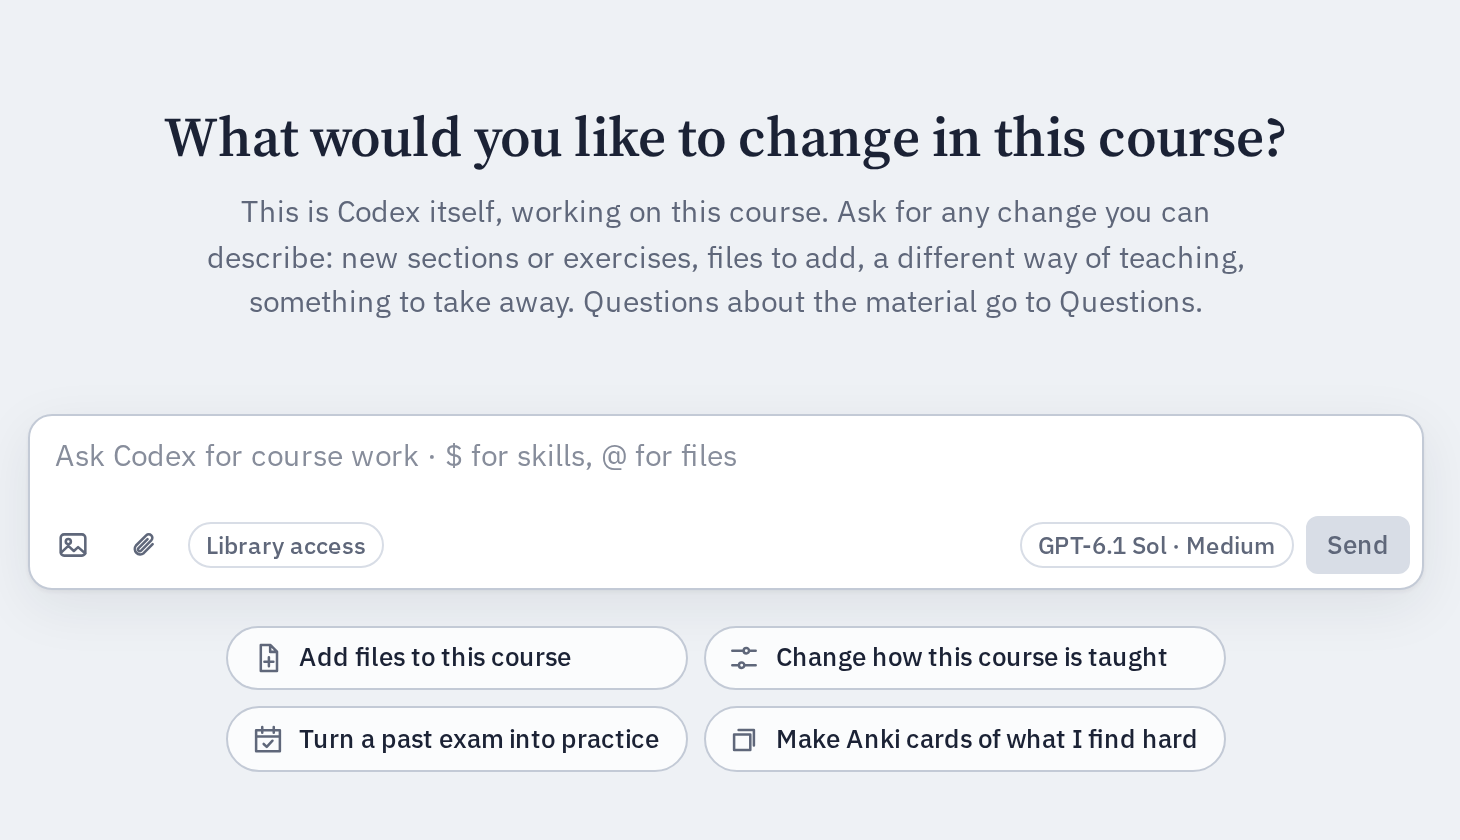 What would you like to change in this course?
This is Codex itself, working on this course. Ask for any change you can
describe: new sections or exercises, files to add, a different way of teaching,
something to take away. Questions about the material go to Questions.
Ask Codex for course work · $ for skills, @ for files
Library access
GPT-6.1 Sol · Medium
Send
Add files to this course
Change how this course is taught
Turn a past exam into practice
Make Anki cards of what I find hard